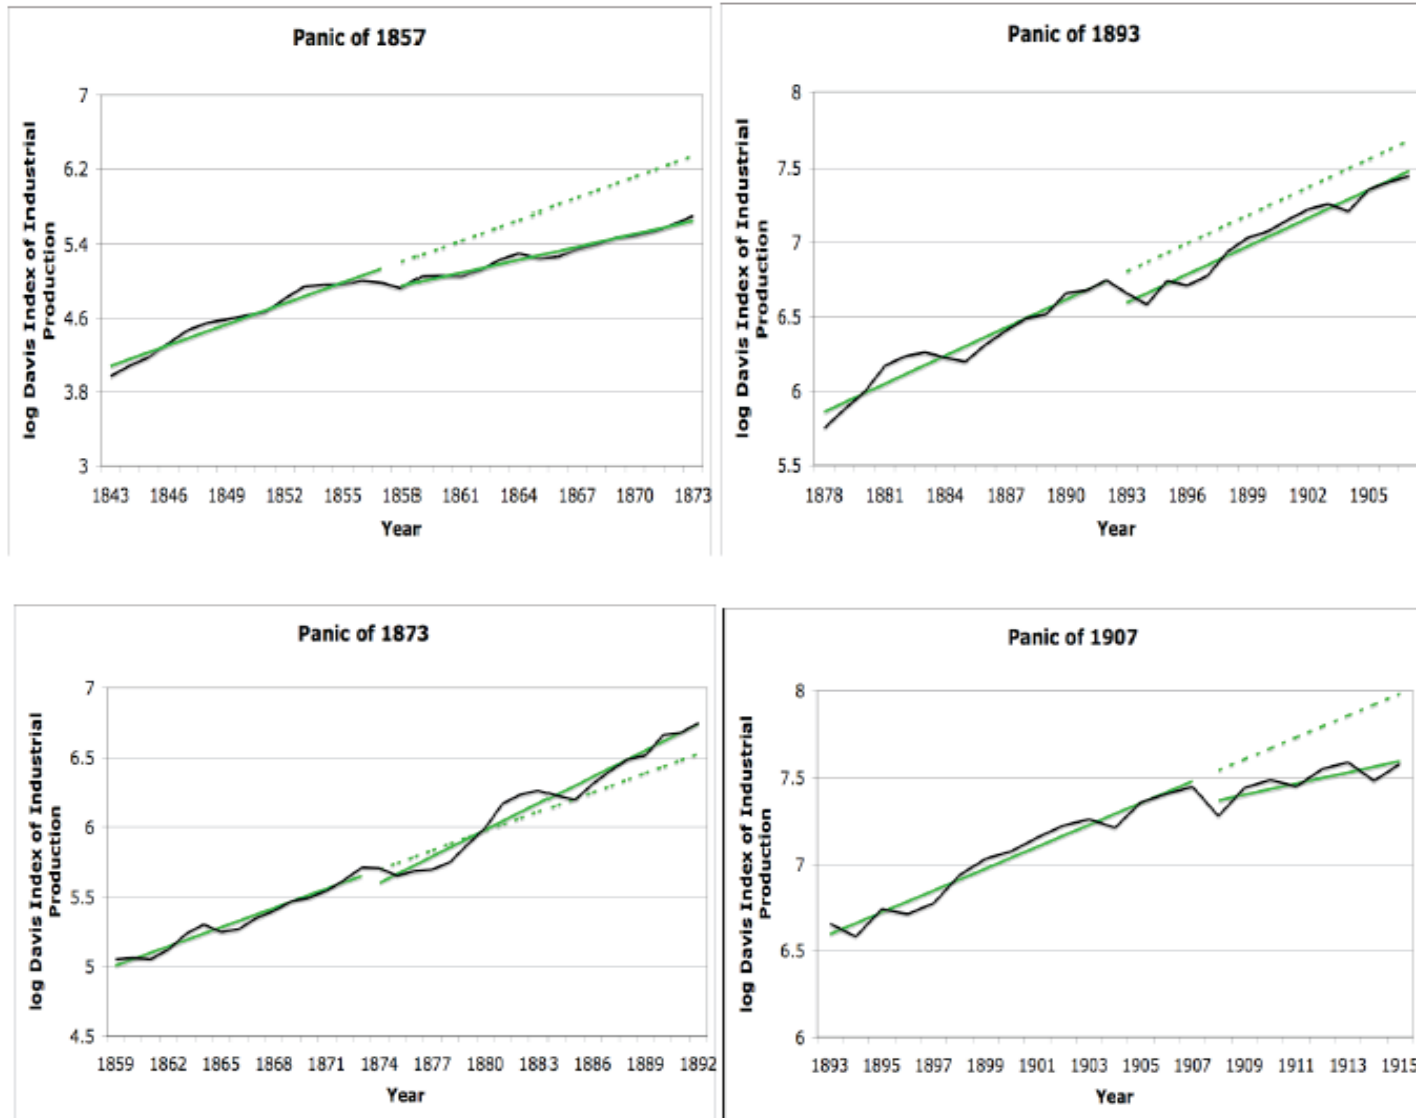 Panic of 1857
log Davis Index of Industrial
Production
7
6.2
5.4
4.6
3.8
3
1843 1846 1849 1852 1855 1858 1861 1864 1867 1870 1873
Year
Panic of 1893
log Davis Index of Industrial
Production
8
7.5
7
6.5
6
5.5
1878 1881 1884 1887 1890 1893 1896 1899 1902 1905
Year
Panic of 1873
log Davis Index of Industrial
Production
7
6.5
6
5.5
5
4.5
1859 1862 1865 1868 1871 1874 1877 1880 1883 1886 1889 1892
Year
Panic of 1907
log Davis Index of Industrial
Production
8
7.5
7
6.5
6
1893 1895 1897 1899 1901 1903 1905 1907 1909 1911 1913 1915
Year